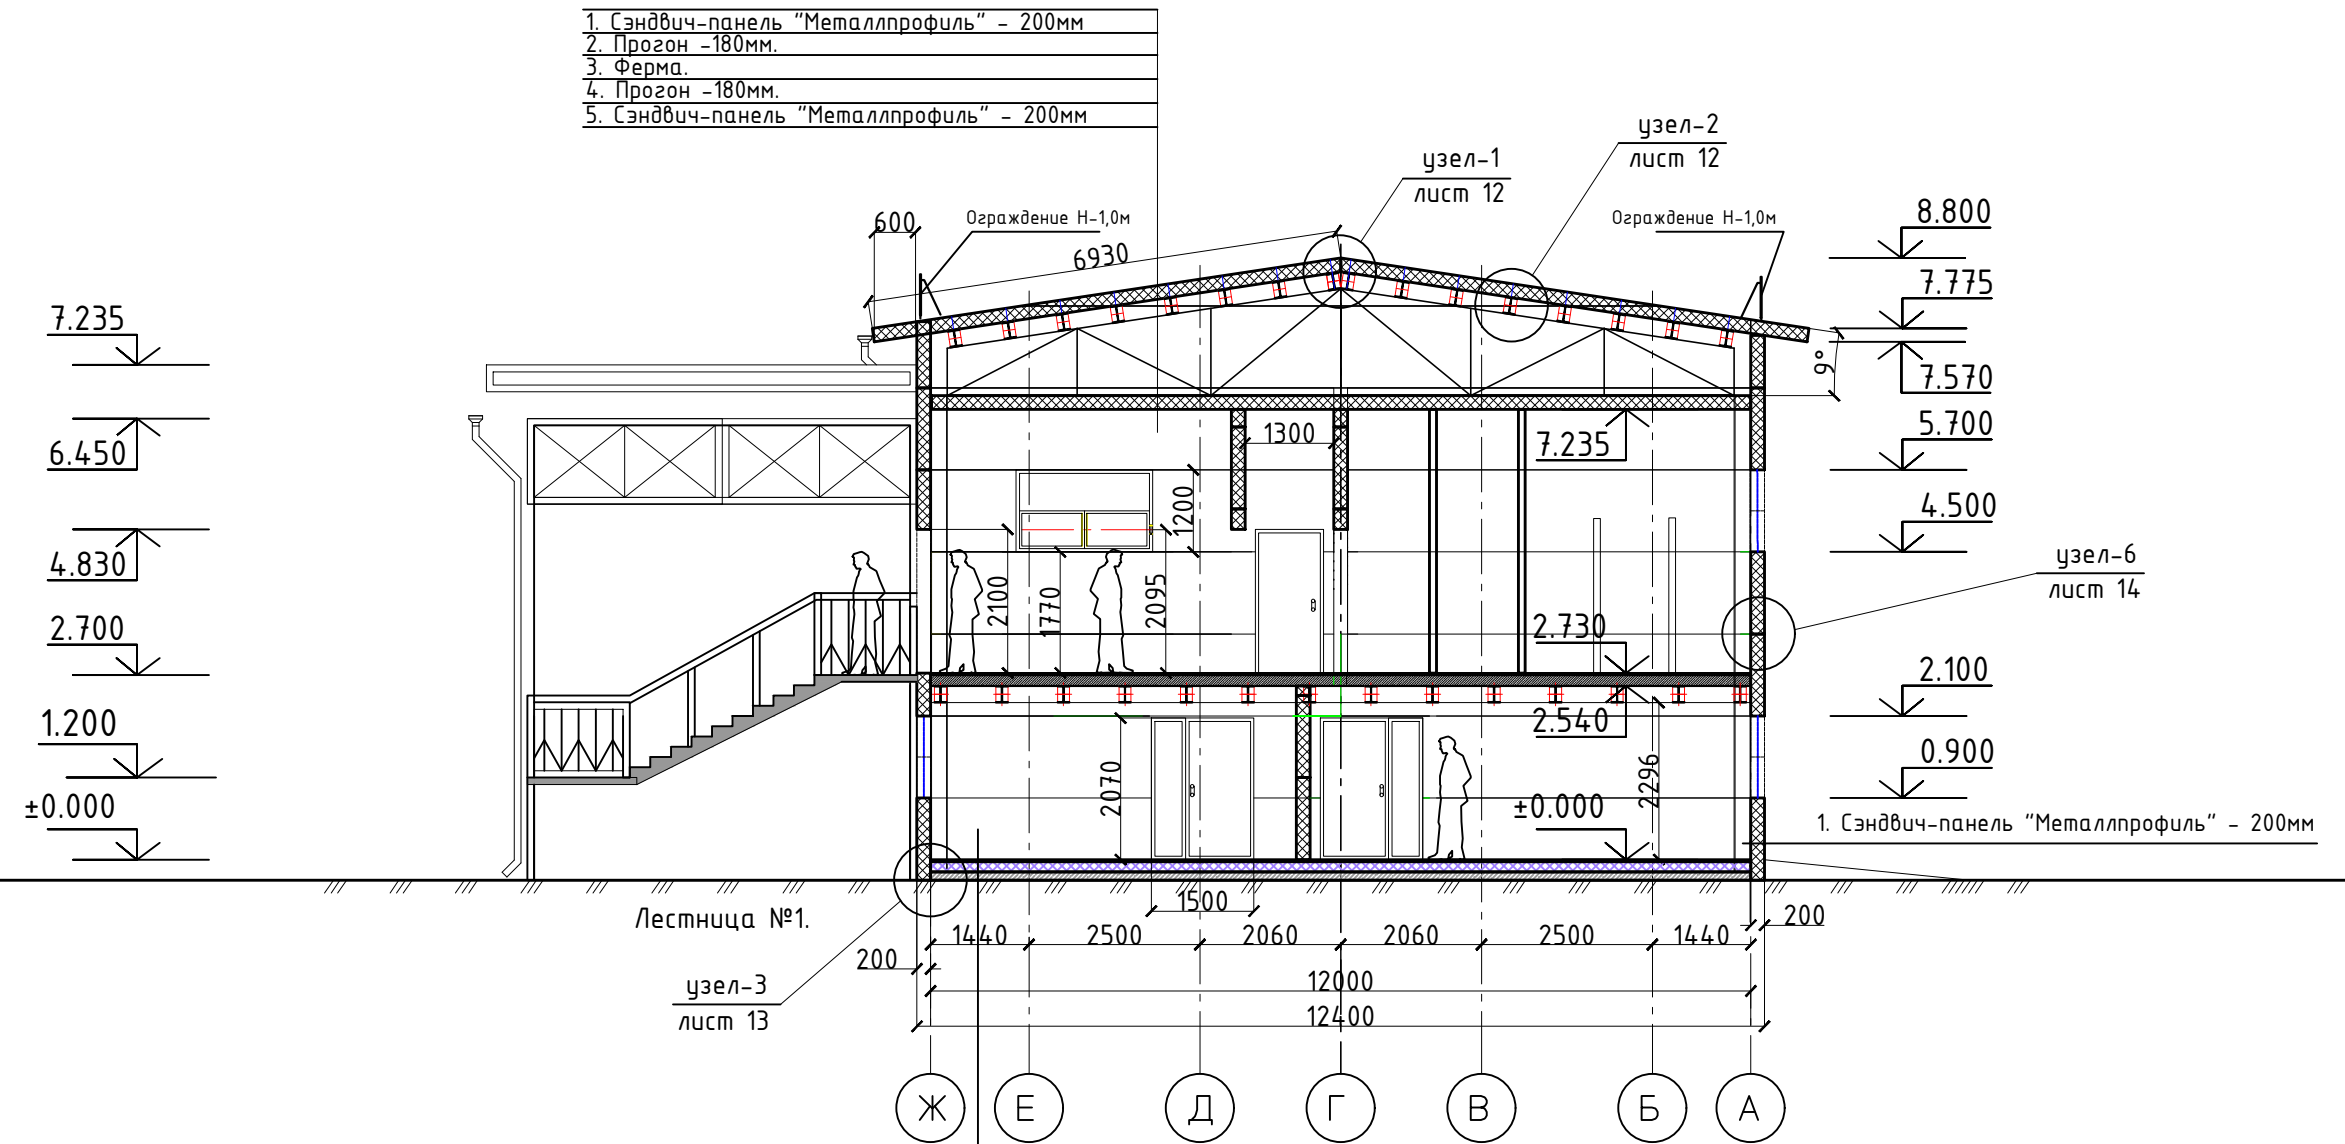 1. Сэндвич-панель "Металлпрофиль" - 200мм
2. Прогон -180мм.
3. Ферма.
4. Прогон -180мм.
5. Сэндвич-панель "Металлпрофиль" - 200мм
узел-2
лист 12
узел-1
лист 12
600
Ограждение Н-1,0м
Ограждение Н-1,0м
6930
8.800
7.775
7.570
9°
7.235
6.450
4.830
2.700
1.200
±0.000
5.700
4.500
2.100
0.900
1300
7.235
1200
2100
1770
2095
2.730
2.540
2070
2296
±0.000
узел-6
лист 14
1. Сэндвич-панель "Металлпрофиль" - 200мм
Лестница №1.
1500
1440
2500
2060
2060
2500
1440
200
200
12000
12400
узел-3
лист 13
Ж
Е
Д
Г
В
Б
А